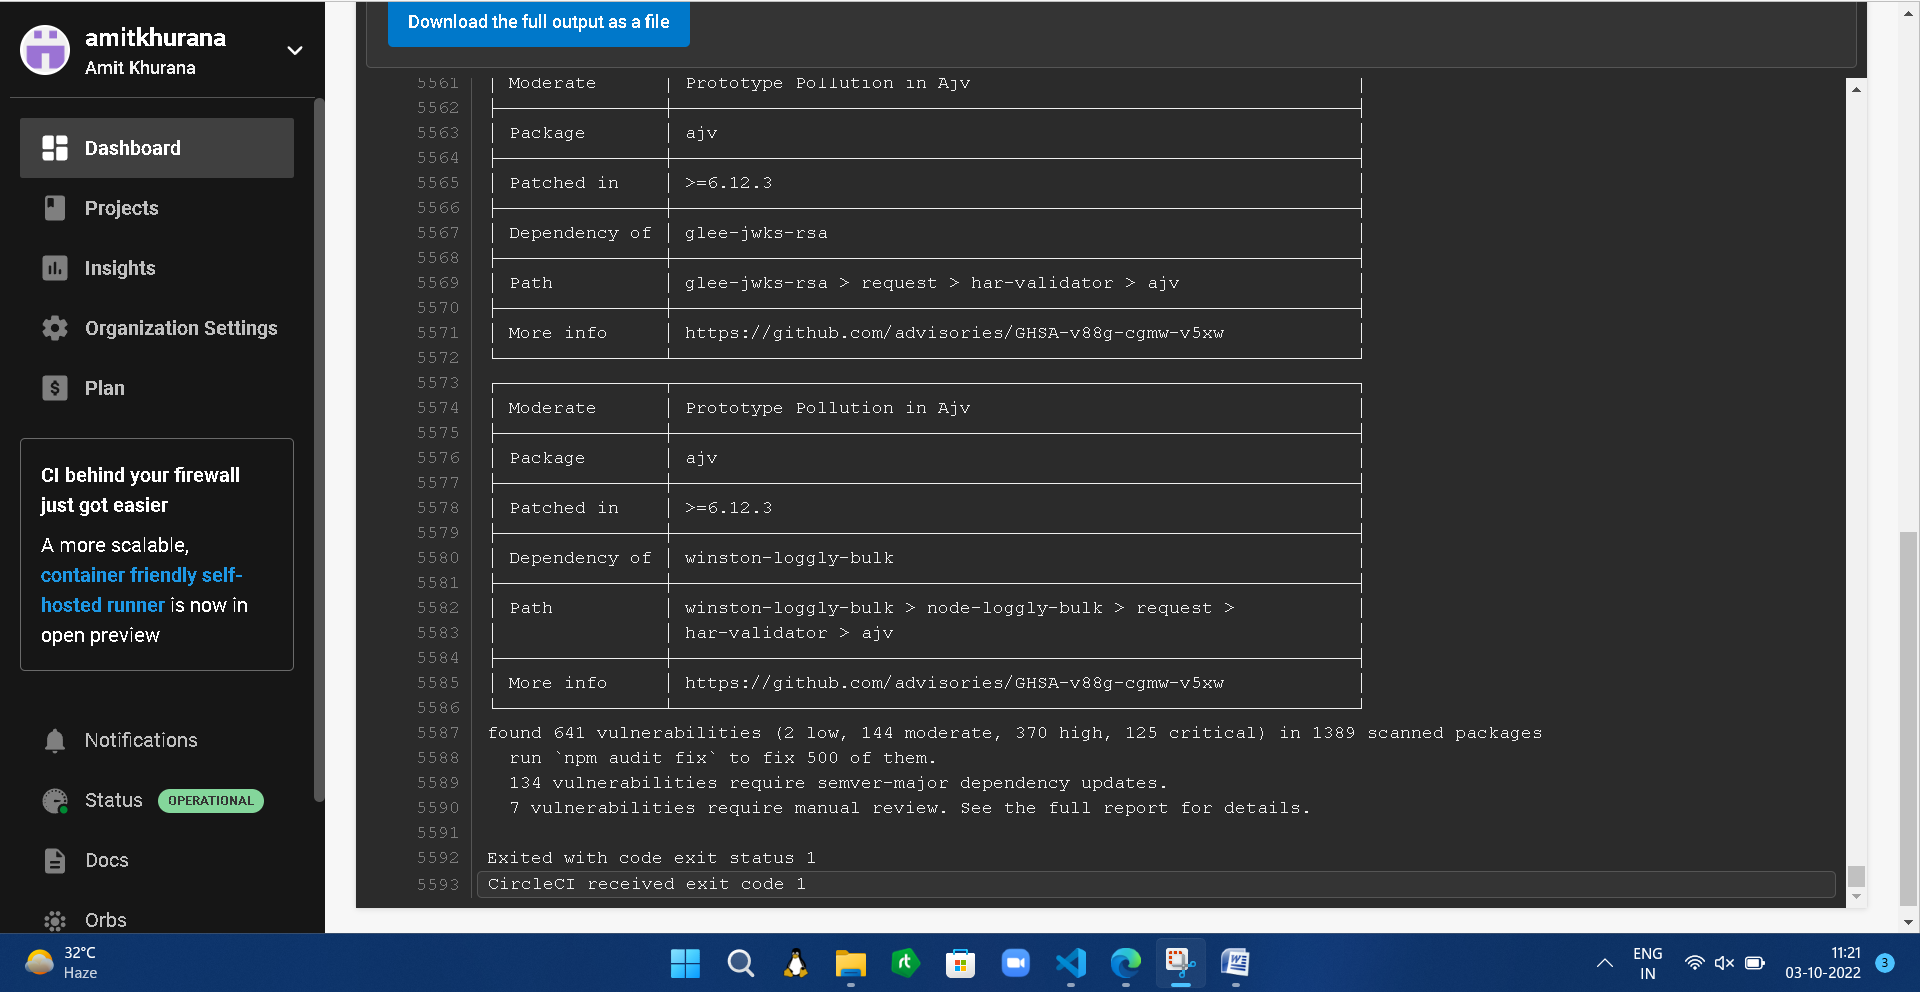 amitkhurana
Amit Khurana
Dashboard
Projects
Insights
Organization Settings
Plan
CI behind your firewall
just got easier
A more scalable,
container friendly self-
hosted runner is now in
open preview
Notifications
Status OPERATIONAL
Docs
Orbs
Download the full output as a file
5561 Moderate Prototype Pollution in Ajv
5562
5563 Package ajv
5564
5565 Patched in >=6.12.3
5566
5567 Dependency of glee-jwks-rsa
5568
5569 Path glee-jwks-rsa > request > har-validator > ajv
5570
5571 More info https://github.com/advisories/GHSA-v88g-cgmw-v5xw
5572
5573
5574 Moderate Prototype Pollution in Ajv
5575
5576 Package ajv
5577
5578 Patched in >=6.12.3
5579
5580 Dependency of winston-loggly-bulk
5581
5582 Path winston-loggly-bulk > node-loggly-bulk > request >
5583 har-validator > ajv
5584
5585 More info https://github.com/advisories/GHSA-v88g-cgmw-v5xw
5586
5587 found 641 vulnerabilities (2 low, 144 moderate, 370 high, 125 critical) in 1389 scanned packages
5588 run `npm audit fix` to fix 500 of them.
5589 134 vulnerabilities require semver-major dependency updates.
5590 7 vulnerabilities require manual review. See the full report for details.
5591
5592 Exited with code exit status 1
5593 CircleCI received exit code 1
32°C
Haze
ENG
IN
11:21
03-10-2022
3